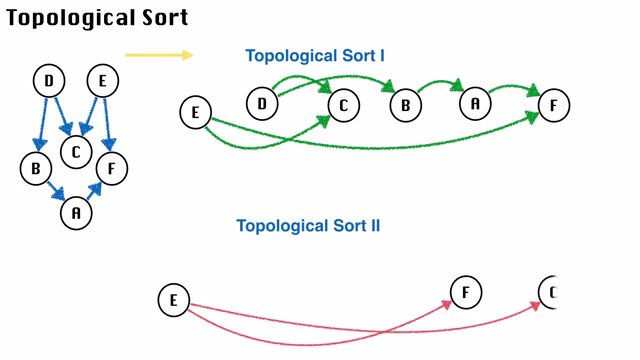 Topological Sort
Topological Sort I
D E
E D C B A F
B C F
A
Topological Sort II
E F C